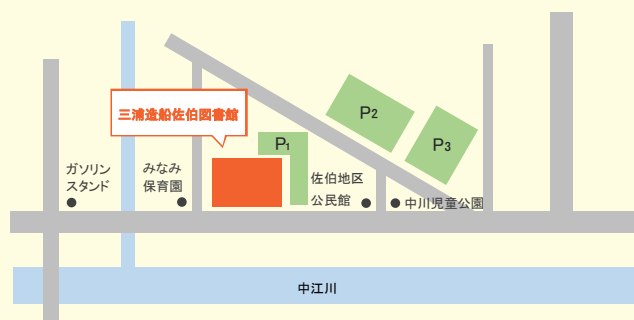 三浦造船佐伯図書館
P1
P2
P3
ガソリン
スタンド
みなみ
保育園
佐伯地区
公民館
中川児童公園
中江川